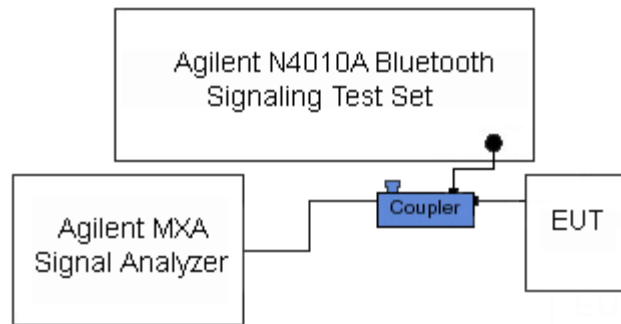 Agilent N4010A Bluetooth
Signaling Test Set
Agilent MXA
Signal Analyzer
Coupler
EUT